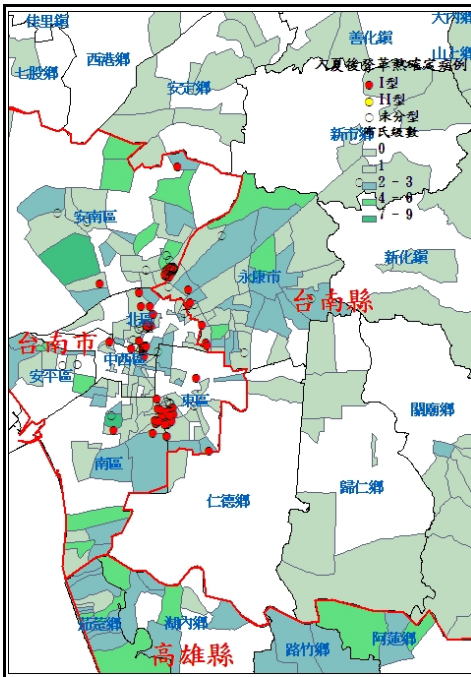 佳里鎮
七股鄉
西港鄉
安定鄉
善化鎮
大內鄉
山上鄉
入夏後登革熱確定病例
I型
II型
未分型
布氏級數
新市鄉
0
1
2 - 3
4 - 6
7 - 9
安南區
永康市
新化鎮
台南縣
北區
台南市
中西區
安平區
東區
關廟鄉
南區
仁德鄉
歸仁鄉
茄萣鄉
湖內鄉
高雄縣
路竹鄉
阿蓮鄉